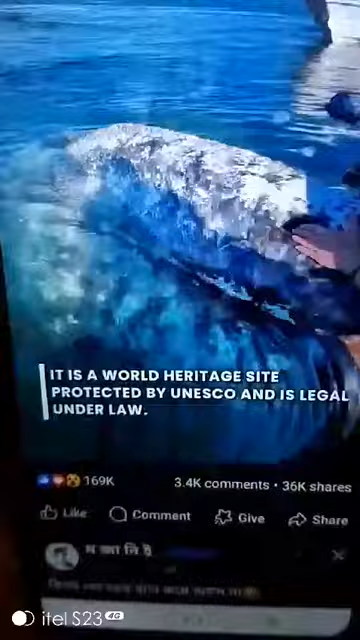 IT IS A WORLD HERITAGE SITE
PROTECTED BY UNESCO AND IS LEGAL
UNDER LAW.
169K
3.4K comments • 36K shares
Like
Comment
Give
Share
itel S23 4G